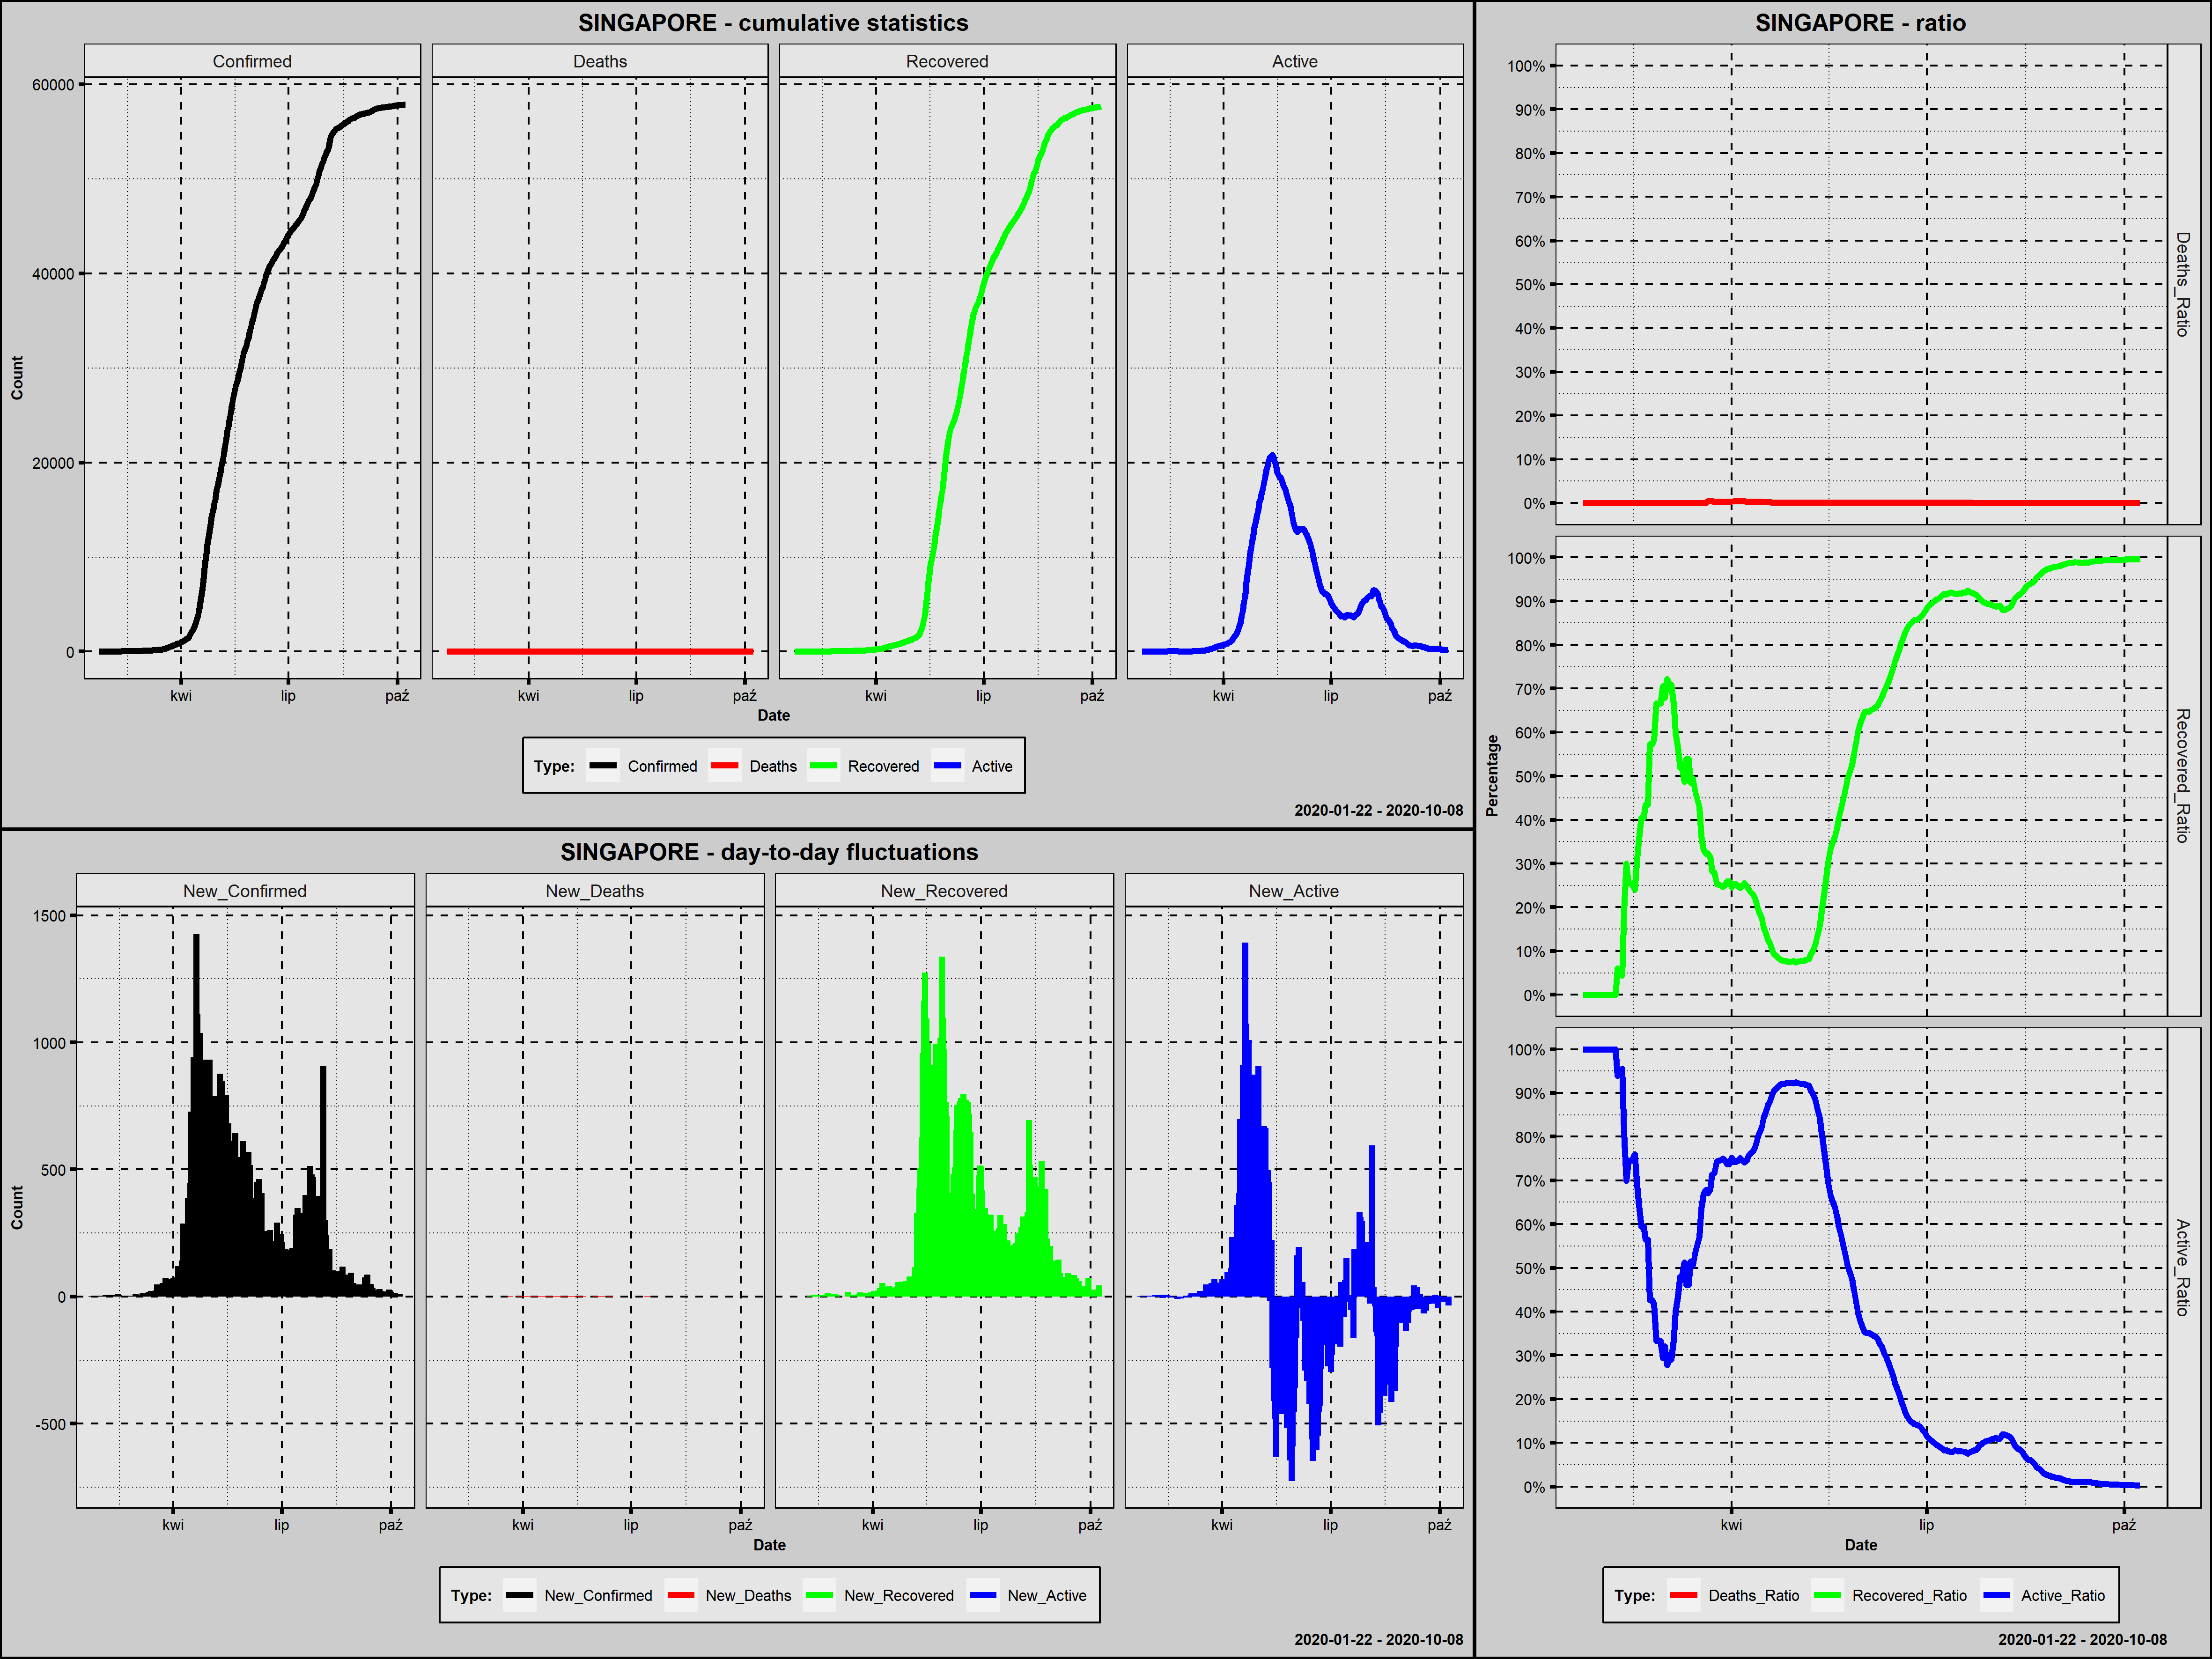 SINGAPORE - cumulative statistics
Confirmed Deaths Recovered Active
60000
40000
20000
0
Count
kwi lip paź kwi lip paź kwi lip paź kwi lip paź
Date
Type: Confirmed Deaths Recovered Active
2020-01-22 - 2020-10-08
SINGAPORE - day-to-day fluctuations
New_Confirmed New_Deaths New_Recovered New_Active
1500
1000
500
0
-500
Count
kwi lip paź kwi lip paź kwi lip paź kwi lip paź
Date
Type: New_Confirmed New_Deaths New_Recovered New_Active
2020-01-22 - 2020-10-08
SINGAPORE - ratio
100%
90%
80%
70%
60%
50%
40%
30%
20%
10%
0%
Deaths_Ratio
100%
90%
80%
70%
60%
50%
40%
30%
20%
10%
0%
Recovered_Ratio
Percentage
100%
90%
80%
70%
60%
50%
40%
30%
20%
10%
0%
Active_Ratio
kwi lip paź
Date
Type: Deaths_Ratio Recovered_Ratio Active_Ratio
2020-01-22 - 2020-10-08